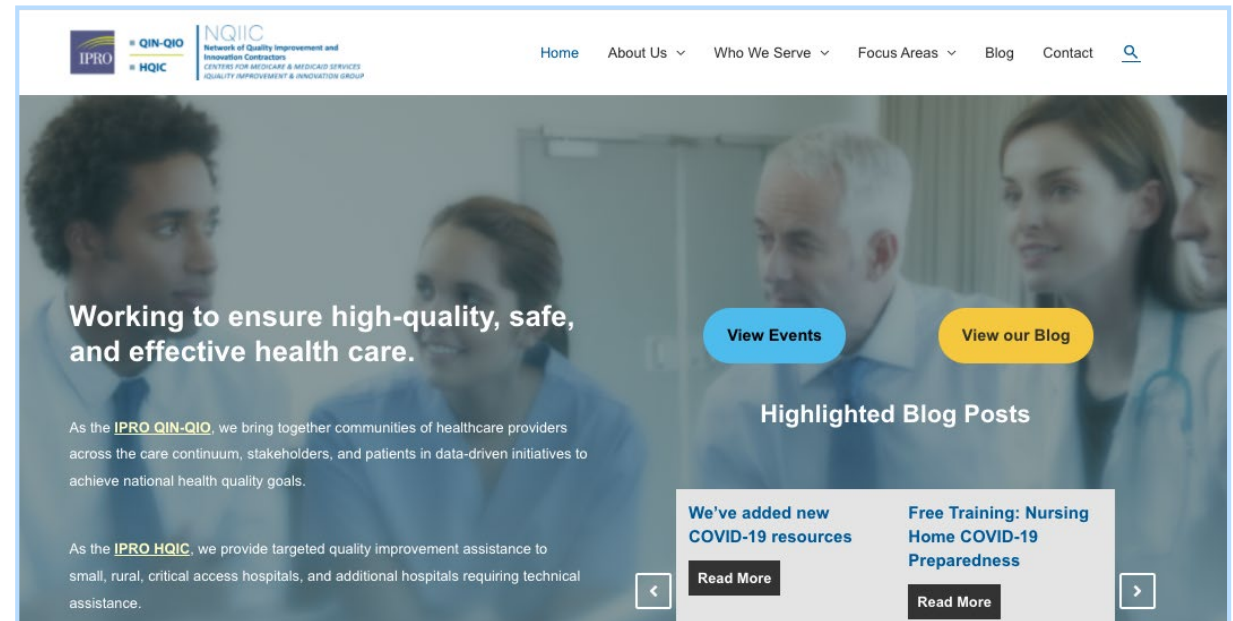 IPRO
QIN-QIO
HQIC
NQIIC
Network of Quality Improvement and
Innovation Contractors
CENTERS FOR MEDICARE & MEDICAID SERVICES
iQUALITY IMPROVEMENT & INNOVATION GROUP
Home About Us Who We Serve Focus Areas Blog Contact
Working to ensure high-quality, safe,
and effective health care.
As the IPRO QIN-QIO, we bring together communities of healthcare providers
across the care continuum, stakeholders, and patients in data-driven initiatives to
achieve national health quality goals.
As the IPRO HQIC, we provide targeted quality improvement assistance to
small, rural, critical access hospitals, and additional hospitals requiring technical
assistance.
View Events
View our Blog
Highlighted Blog Posts
We've added new
COVID-19 resources
Read More
Free Training: Nursing
Home COVID-19
Preparedness
Read More